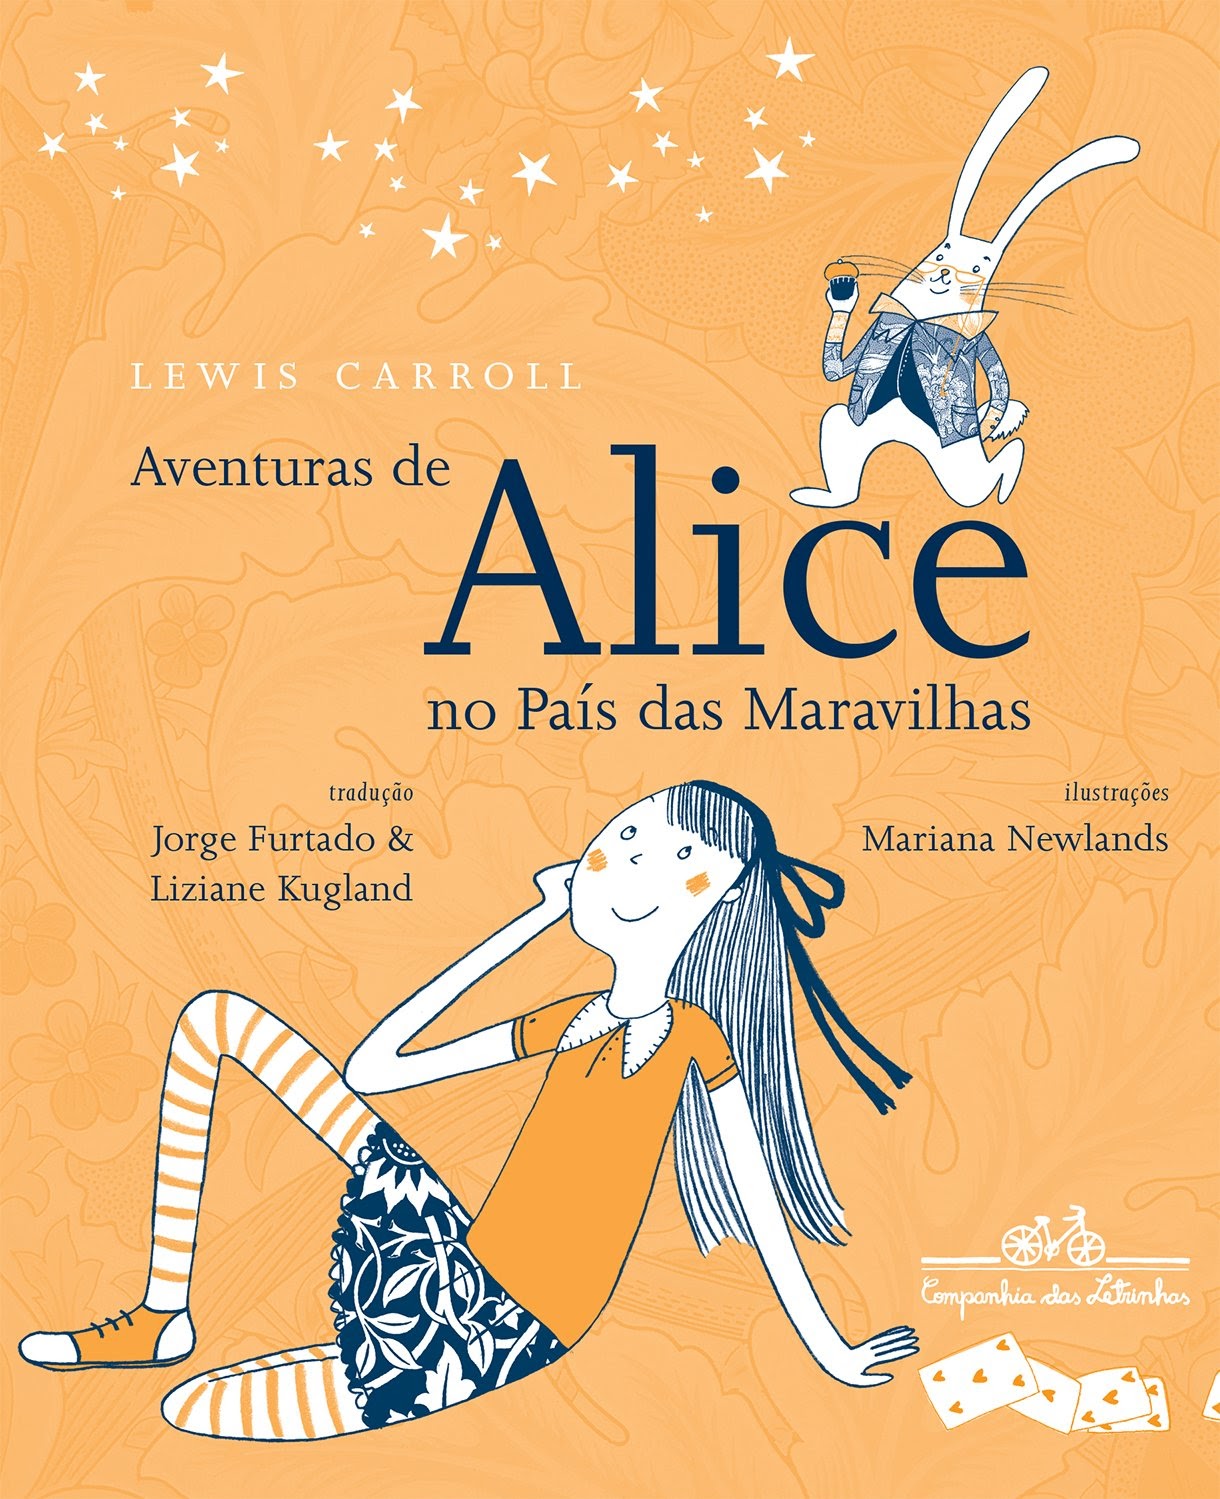 LEWIS CARROLL
Aventuras de
Alice
no País das Maravilhas
tradução
Jorge Furtado &
Liziane Kugland
ilustrações
Mariana Newlands
Companhia das Letrinhas